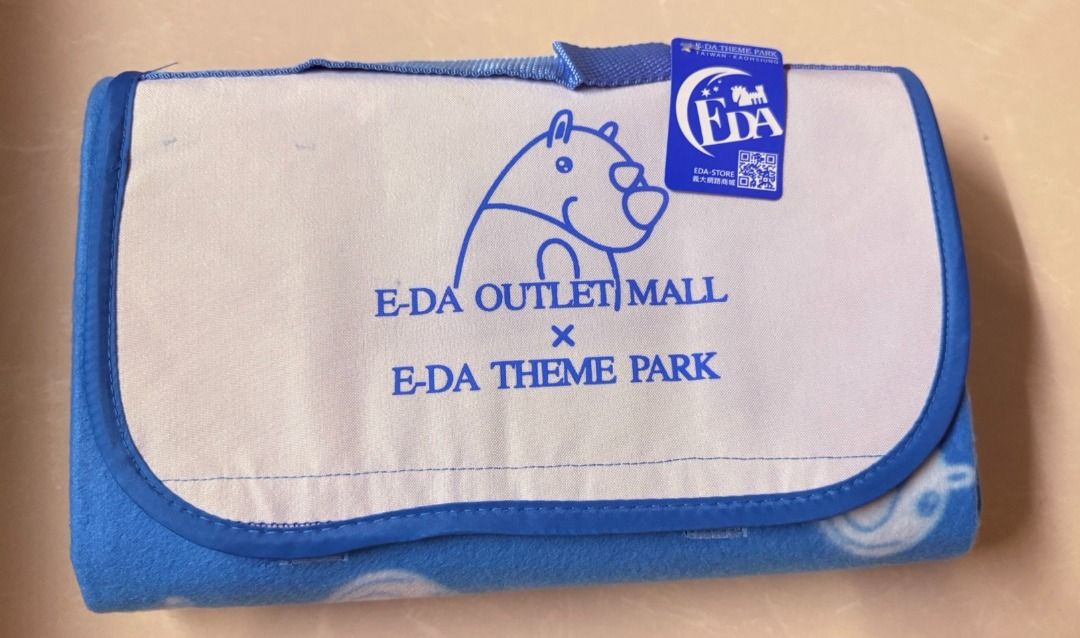 E-DA THEME PARK
TAIWAN·KAOHSIUNG
EDA
EDA-STORE
義大網路商城
E-DA OUTLET MALL
×
E-DA THEME PARK